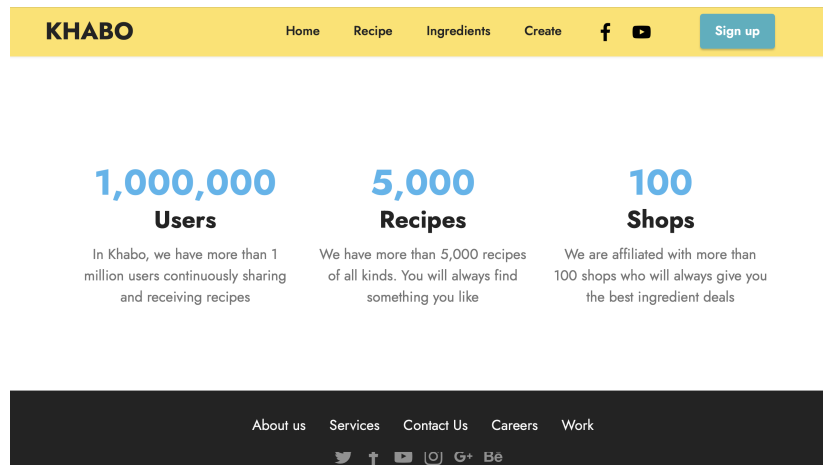 KHABO Home Recipe Ingredients Create Sign up
1,000,000
Users
In Khabo, we have more than 1
million users continuously sharing
and receiving recipes
5,000
Recipes
We have more than 5,000 recipes
of all kinds. You will always find
something you like
100
Shops
We are affiliated with more than
100 shops who will always give you
the best ingredient deals
About us Services Contact Us Careers Work
G+ Bē